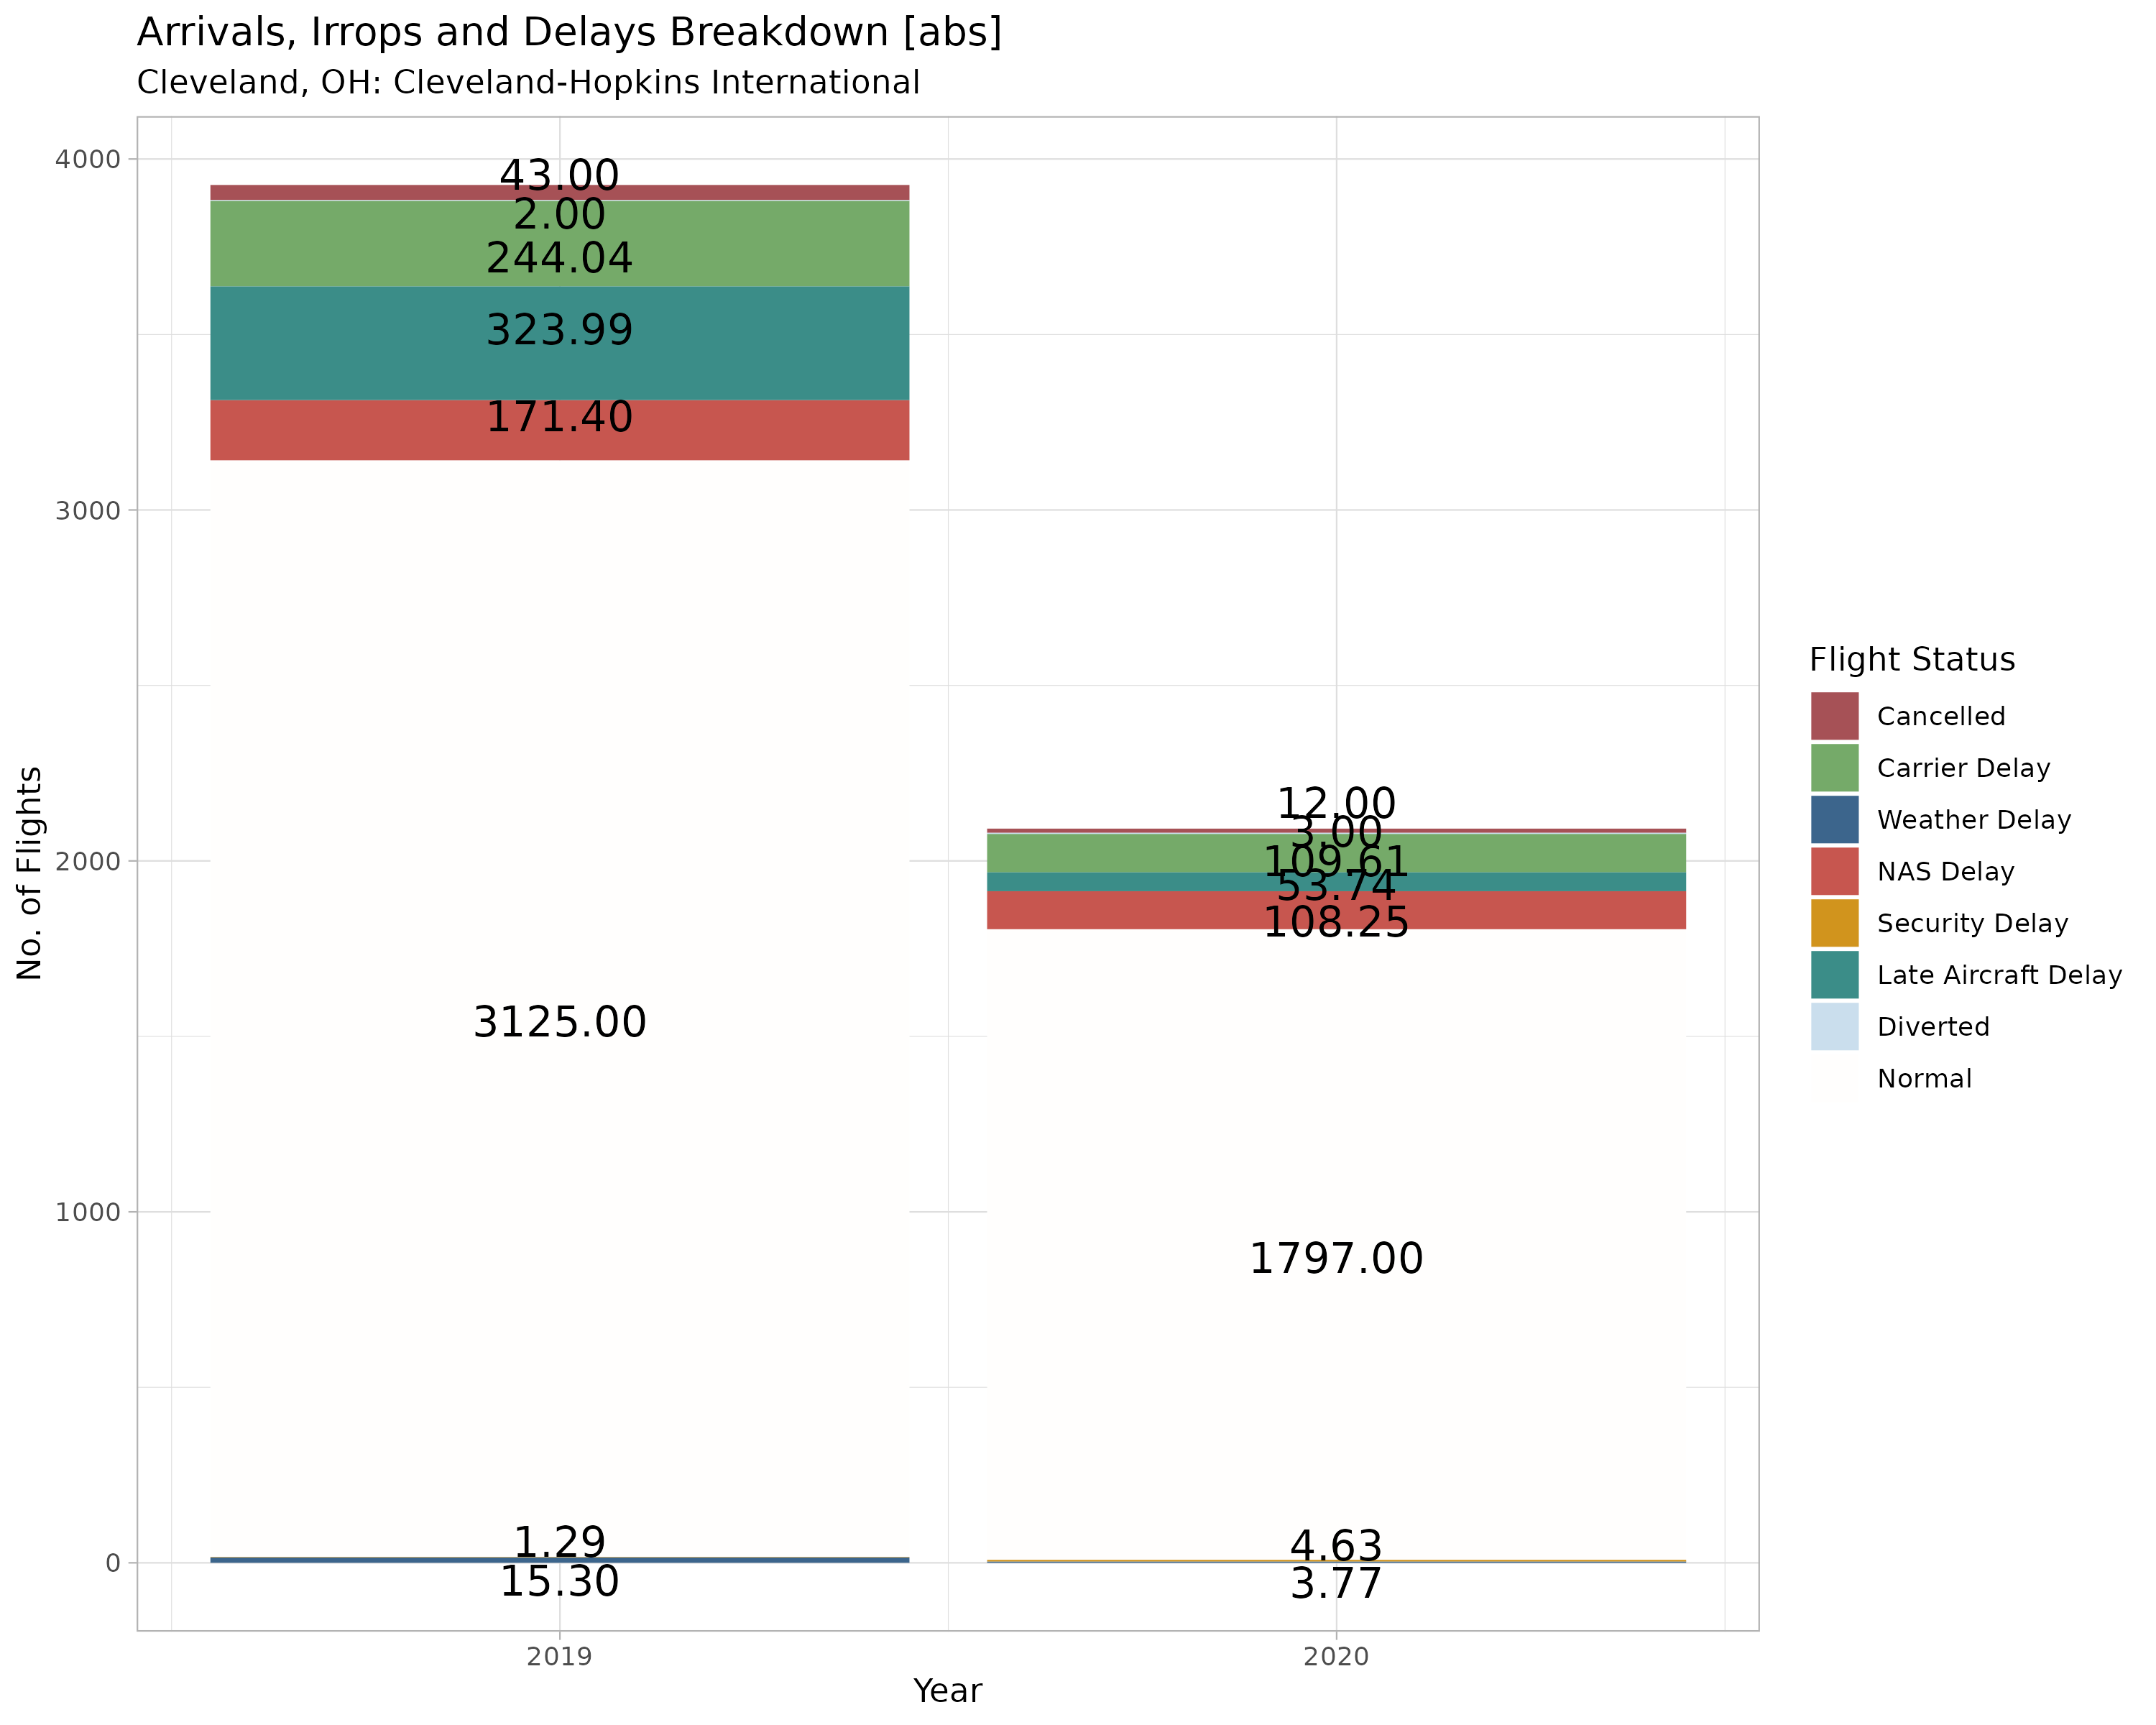 Arrivals, Irrops and Delays Breakdown [abs]
Cleveland, OH: Cleveland-Hopkins International
No. of Flights
4000
3000
2000
1000
0
43.00
2.00
244.04
323.99
171.40
3125.00
1.29
15.30
12.00
3.00
109.61
53.74
108.25
1797.00
4.63
3.77
2019
2020
Year
Flight Status
Cancelled
Carrier Delay
Weather Delay
NAS Delay
Security Delay
Late Aircraft Delay
Diverted
Normal